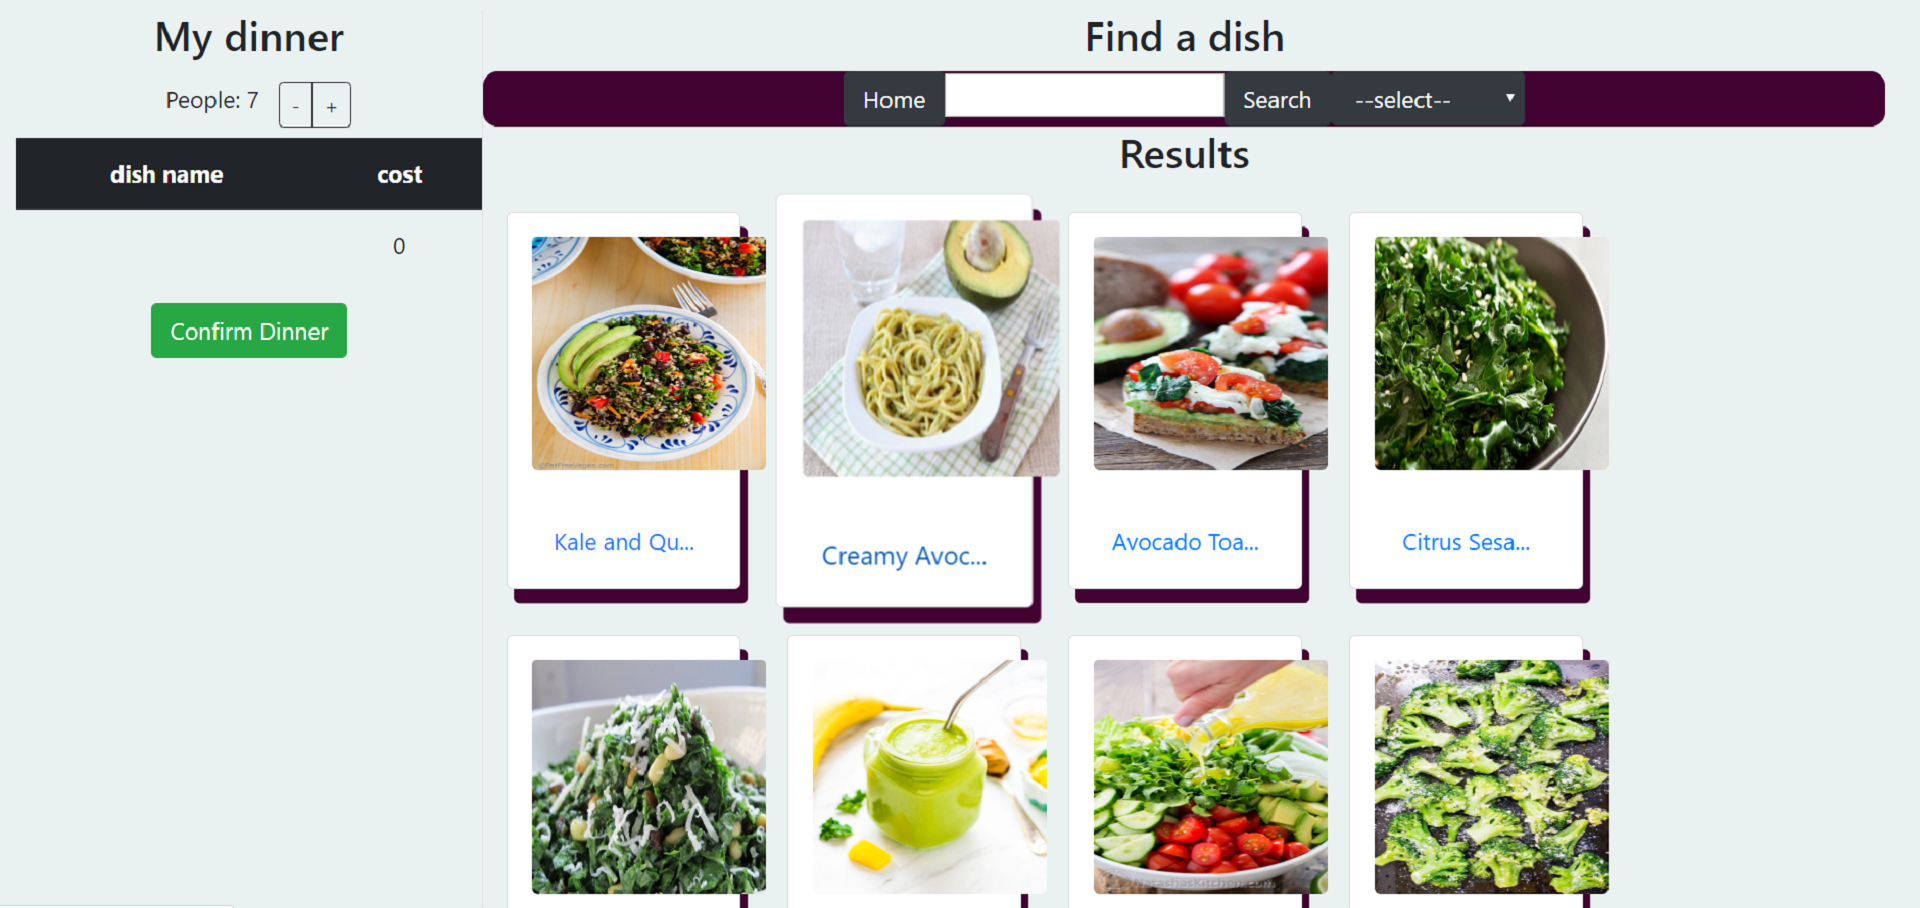 My dinner
People: 7
-
+
dish name cost
0
Confirm Dinner
Find a dish
Home
Search
--select--
Results
Kale and Qu...
Creamy Avoc...
Avocado Toa...
Citrus Sesa...